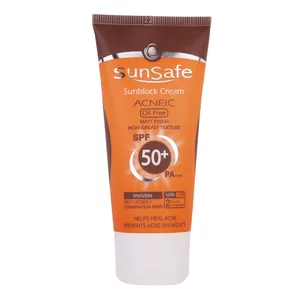 SunSafe
Sunblock Cream
ACNEIC
Oil-Free
MATT FINISH
NON-GREASY TEXTURE
SPF
50+
PA+++
Invisible
UVA
HELPS HEAL ACNE
PREVENTS ACNE